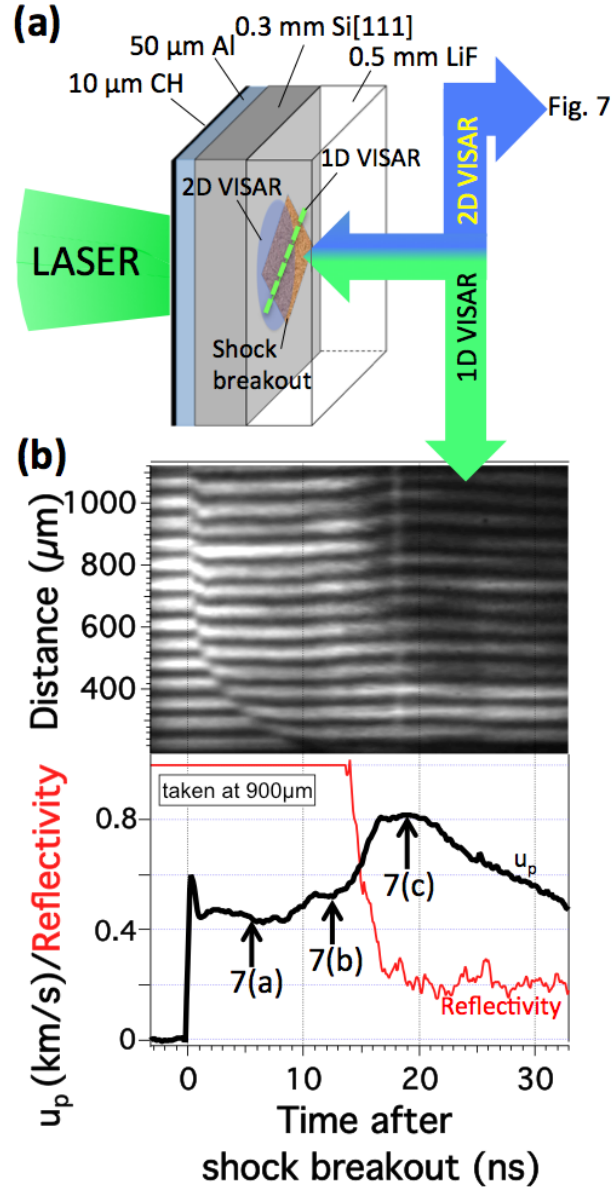 (a)
0.3 mm Si[111]
50 µm Al
0.5 mm LiF
10 µm CH
Fig. 7
1D VISAR
2D VISAR
2D VISAR
LASER
1D VISAR
Shock
breakout
(b)
Distance (µm)
1000
800
600
400
taken at 900µm
u_p (km/s)/Reflectivity
0.8
0.4
0
u_p
7(a)
7(b)
7(c)
Reflectivity
0
10
20
30
Time after
shock breakout (ns)